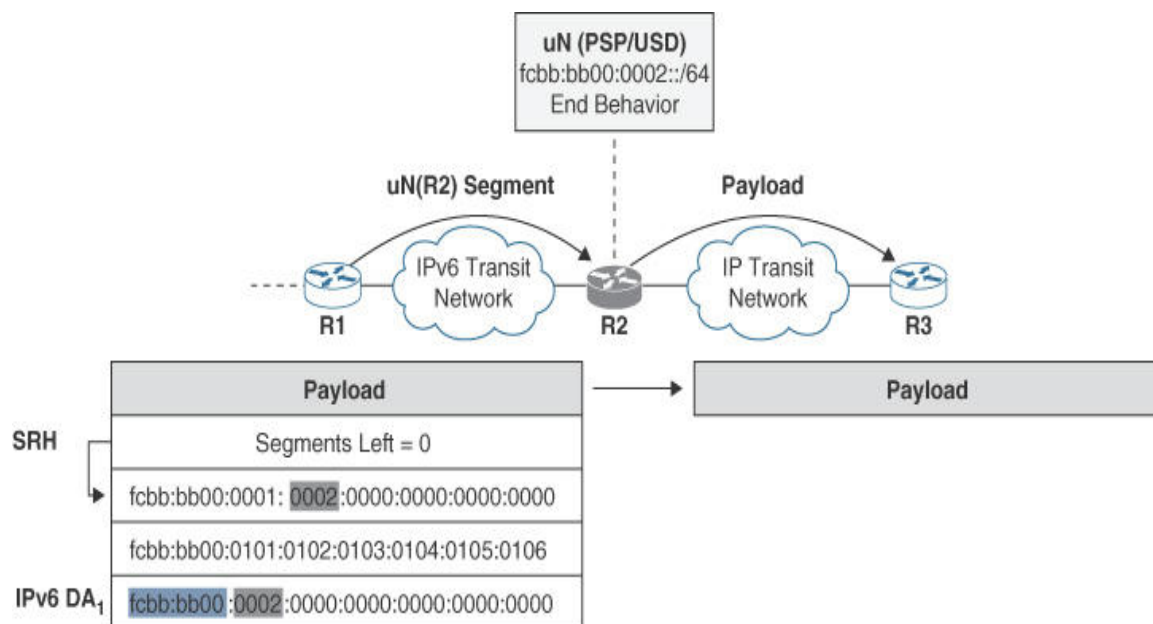 uN (PSP/USD)
fcbb:bb00:0002::/64
End Behavior
uN(R2) Segment
Payload
IPv6 Transit
Network
IP Transit
Network
R1
R2
R3
Payload
Payload
SRH
Segments Left = 0
fcbb:bb00:0001: 0002:0000:0000:0000:0000
fcbb:bb00:0101:0102:0103:0104:0105:0106
IPv6 DA1
fcbb:bb00:0002:0000:0000:0000:0000:0000